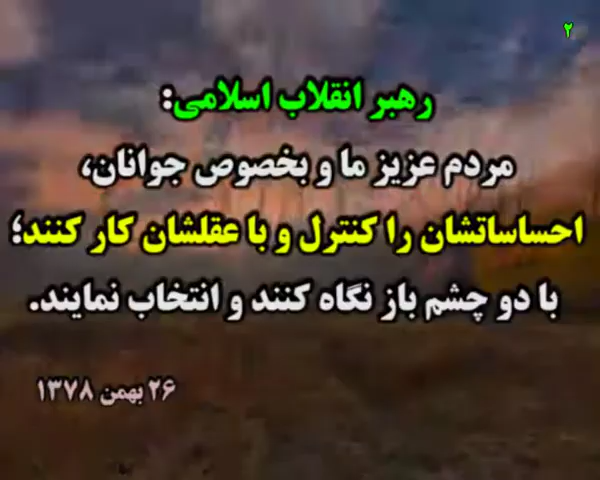 ۲
رهبر انقلاب اسلامی:
مردم عزیز ما و بخصوص جوانان،
احساساتشان را کنترل و با عقلشان کار کنند؛
با دو چشم باز نگاه کنند و انتخاب نمایند.
۲۶ بهمن ۱۳۷۸